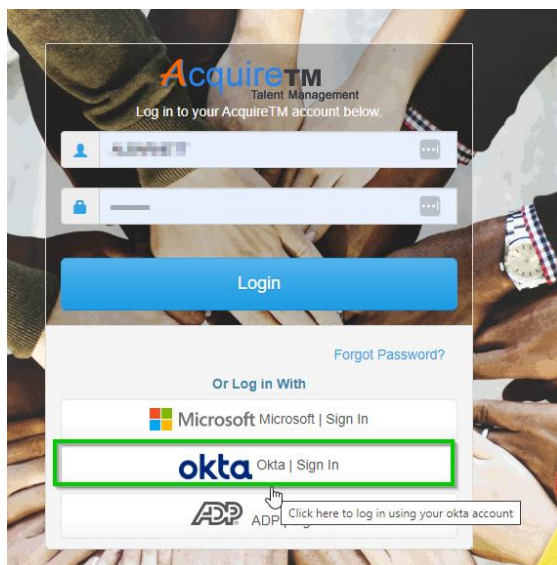 AcquireTM
Talent Management
Log in to your AcquireTM account below.
Login
Forgot Password?
Or Log in With
Microsoft Microsoft | Sign In
okta Okta | Sign In
ADP ADP
Click here to log in using your okta account